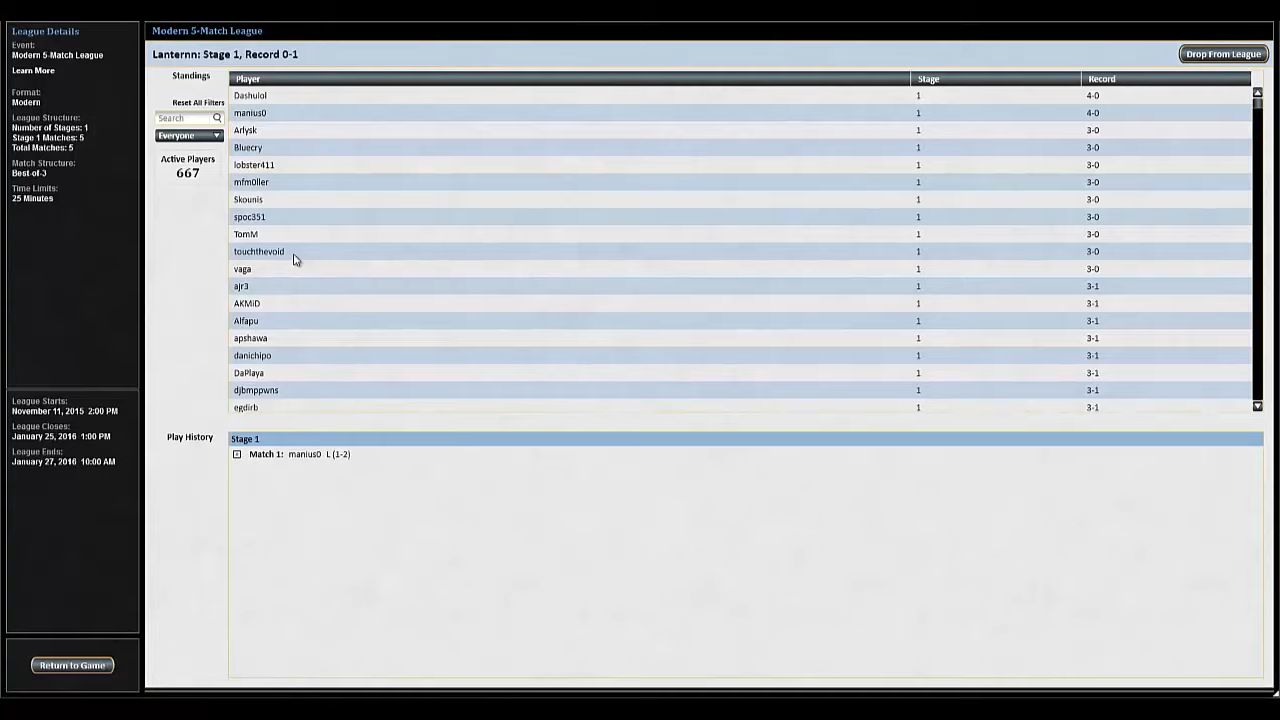 League Details
Event:
Modern 5-Match League
Learn More
Format:
Modern
League Structure:
Number of Stages: 1
Stage 1 Matches: 5
Total Matches: 5
Match Structure:
Best-of-3
Time Limits:
25 Minutes
League Starts:
November 11, 2015 2:00 PM
League Closes:
January 25, 2016 1:00 PM
League Ends:
January 27, 2016 10:00 AM
Return to Game
Modern 5-Match League
Lanternn: Stage 1, Record 0-1
Drop From League
Standings
Reset All Filters
Search
Everyone
Active Players
667
Player Stage Record
Dashulol 1 4-0
manius0 1 4-0
Arlysk 1 3-0
Bluecry 1 3-0
lobster411 1 3-0
mfm0ller 1 3-0
Skounis 1 3-0
spoc351 1 3-0
TomM 1 3-0
touchthevoid 1 3-0
vaga 1 3-0
ajr3 1 3-1
AKMiD 1 3-1
Alfapu 1 3-1
apshawa 1 3-1
danichipo 1 3-1
DaPlaya 1 3-1
djbmppwns 1 3-1
egdirb 1 3-1
Play History
Stage 1
Match 1: manius0 L (1-2)